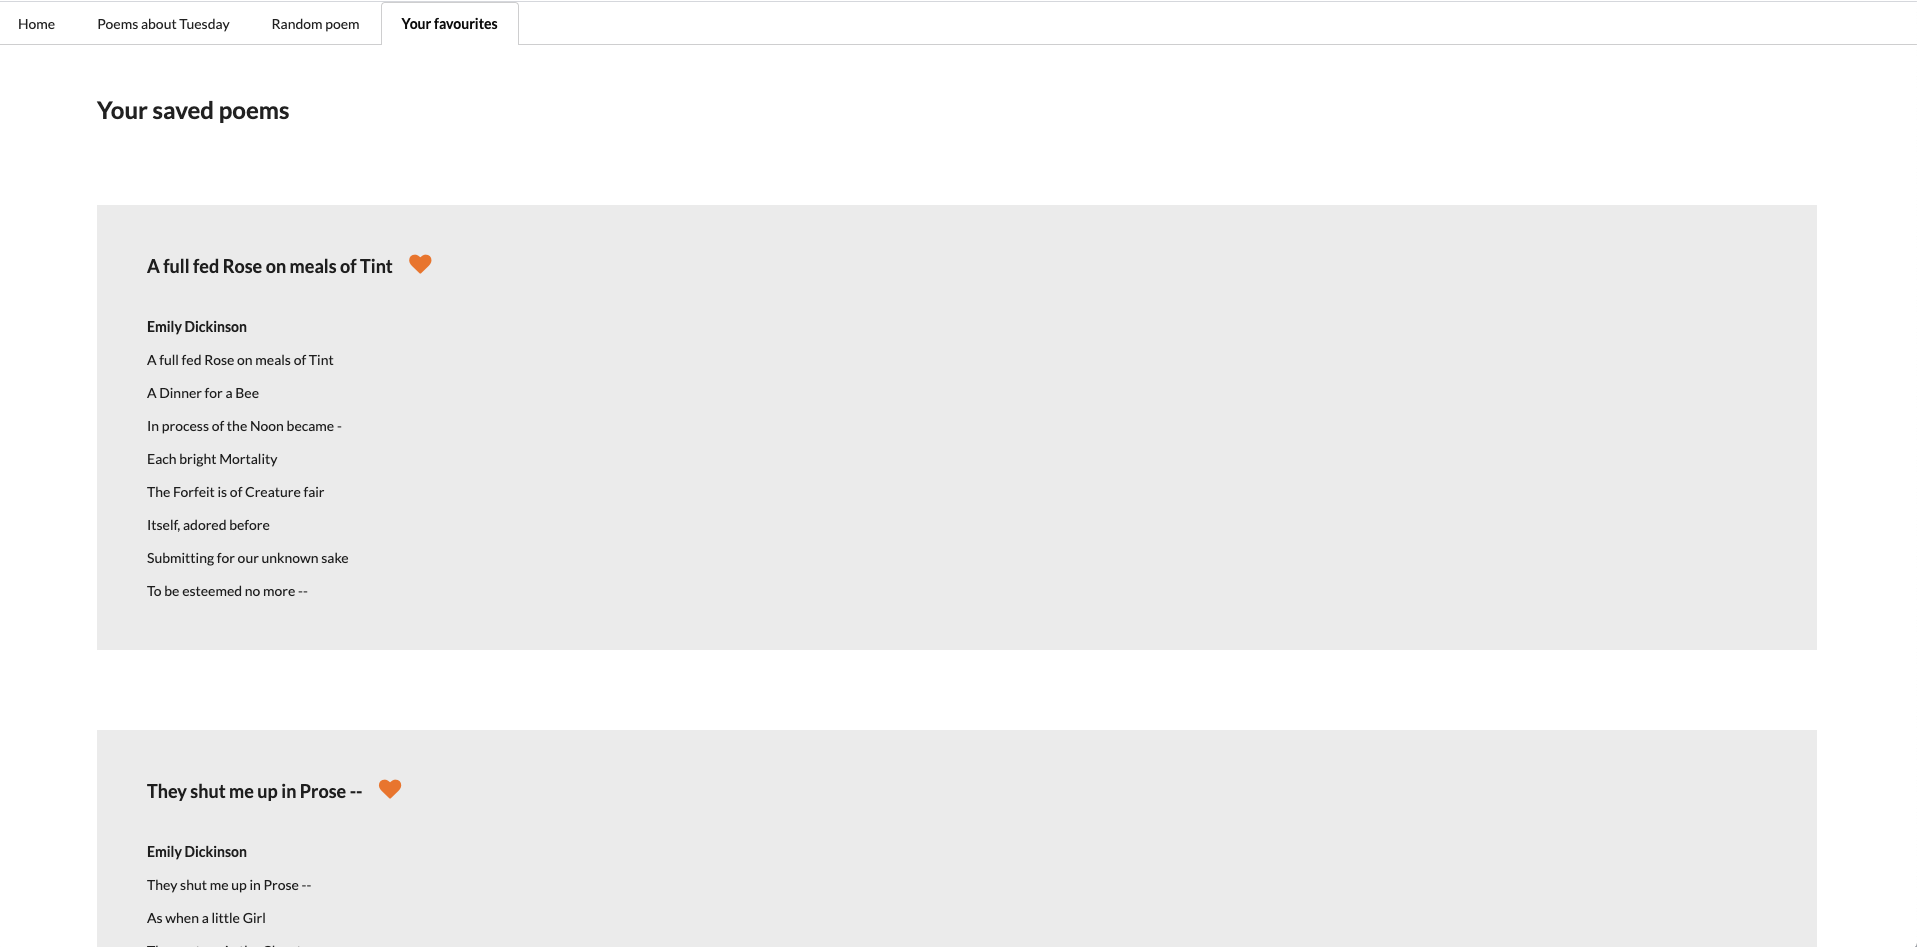 Home
Poems about Tuesday
Random poem
Your favourites
Your saved poems
A full fed Rose on meals of Tint
Emily Dickinson
A full fed Rose on meals of Tint
A Dinner for a Bee
In process of the Noon became -
Each bright Mortality
The Forfeit is of Creature fair
Itself, adored before
Submitting for our unknown sake
To be esteemed no more --
They shut me up in Prose --
Emily Dickinson
They shut me up in Prose --
As when a little Girl